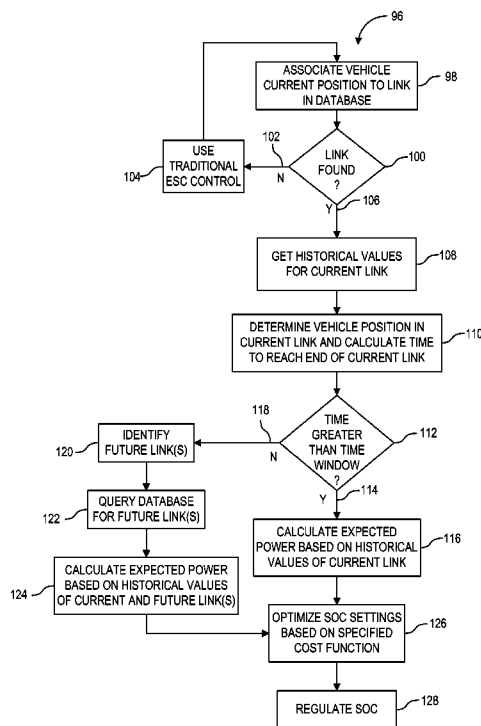 96
ASSOCIATE VEHICLE
CURRENT POSITION TO LINK
IN DATABASE
98
102
LINK
FOUND
?
100
N
USE
TRADITIONAL
ESC CONTROL
104
Y
106
GET HISTORICAL VALUES
FOR CURRENT LINK
108
DETERMINE VEHICLE POSITION IN
CURRENT LINK AND CALCULATE TIME
TO REACH END OF CURRENT LINK
110
118
TIME
GREATER
THAN TIME
WINDOW
?
112
N
IDENTIFY
FUTURE LINK(S)
120
Y
114
QUERY DATABASE
FOR FUTURE LINK(S)
122
CALCULATE EXPECTED
POWER BASED ON HISTORICAL
VALUES OF CURRENT LINK
116
CALCULATE EXPECTED POWER
BASED ON HISTORICAL VALUES
OF CURRENT AND FUTURE LINK(S)
124
OPTIMIZE SOC SETTINGS
BASED ON SPECIFIED
COST FUNCTION
126
REGULATE SOC
128